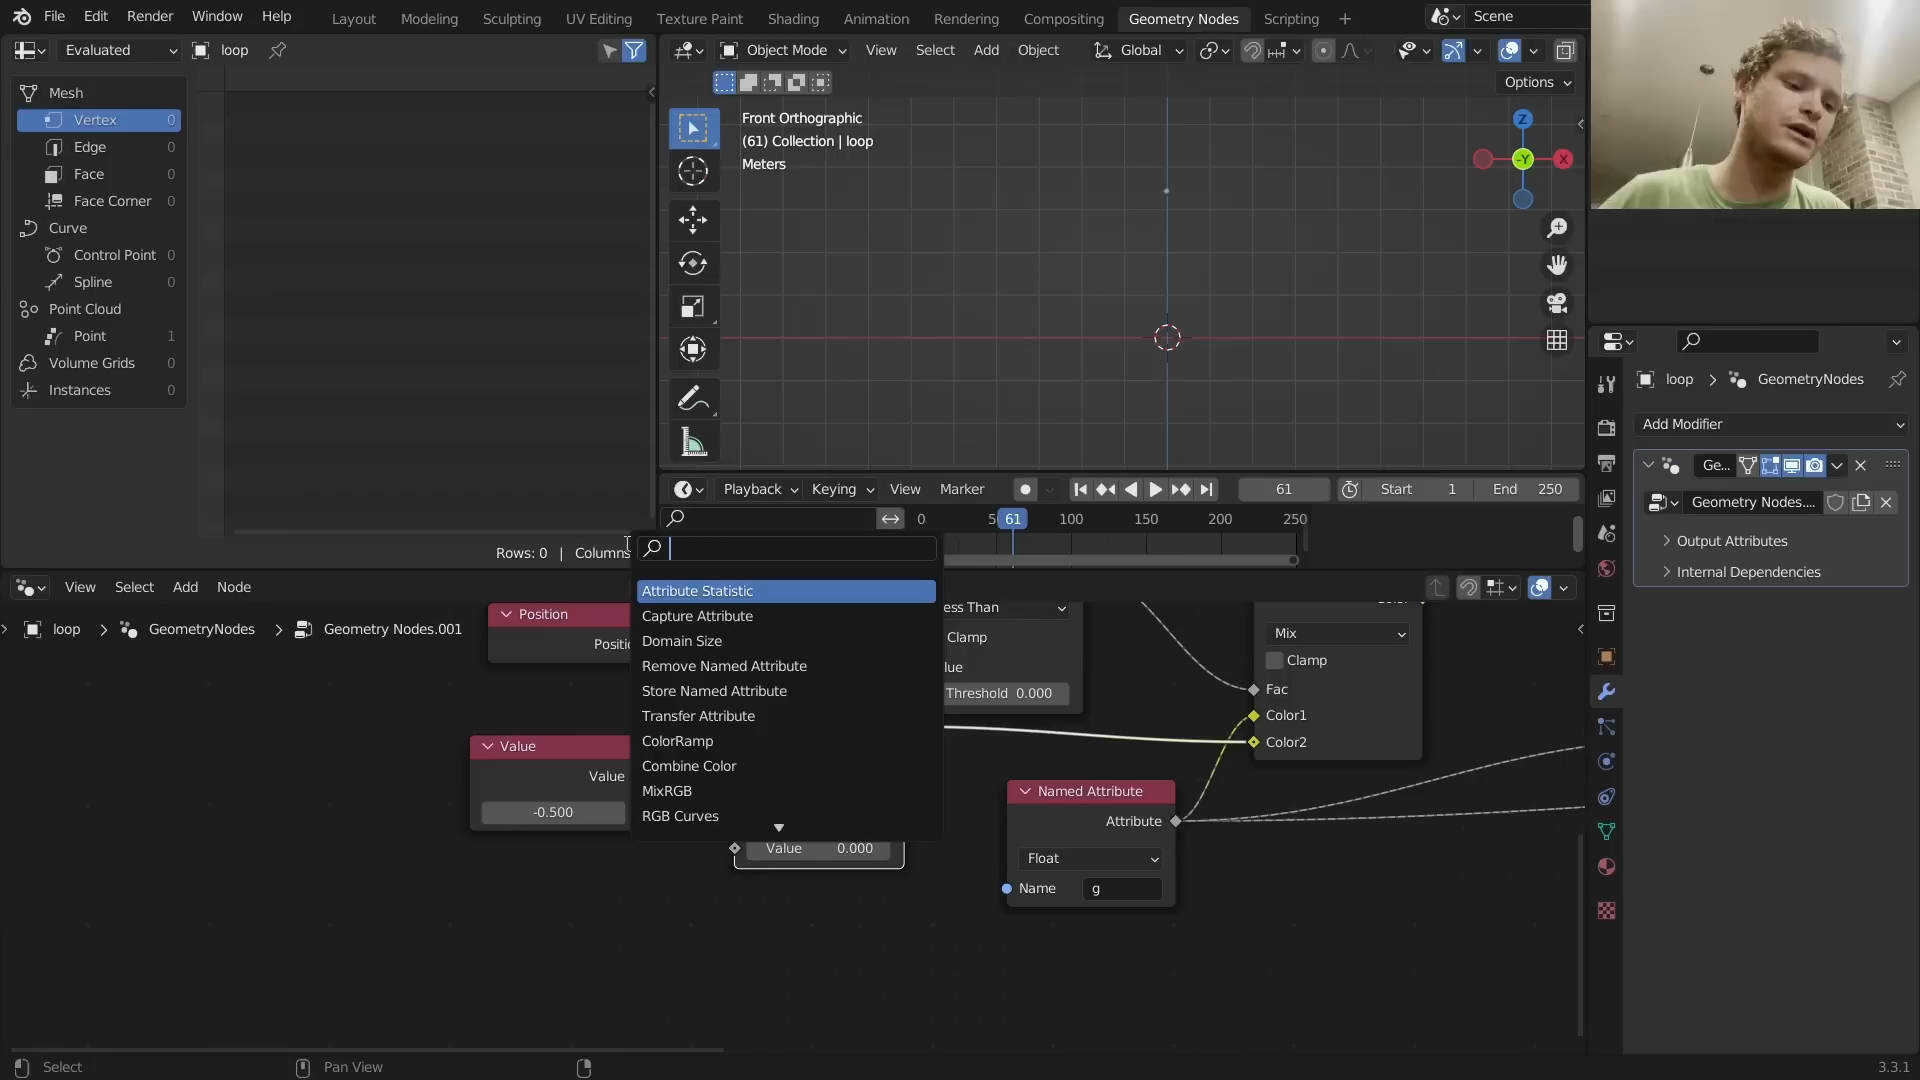 File Edit Render Window Help Layout Modeling Sculpting UV Editing Texture Paint Shading Animation Rendering Compositing Geometry Nodes Scripting + Scene
Evaluated loop
Object Mode View Select Add Object Global
Options
Mesh
Vertex 0
Edge 0
Face 0
Face Corner 0
Curve
Control Point 0
Spline 0
Point Cloud
Point 1
Volume Grids 0
Instances 0
Rows: 0 | Columns
Front Orthographic
(61) Collection | loop
Meters
Z
-Y
X
Playback Keying View Marker 61 Start 1 End 250
0 5 61 100 150 200 250
loop GeometryNodes
Add Modifier
Ge...
Geometry Nodes....
Output Attributes
Internal Dependencies
View Select Add Node
loop GeometryNodes Geometry Nodes.001
Position
Positio
Value
Value
-0.500
Attribute Statistic
Capture Attribute
Domain Size
Remove Named Attribute
Store Named Attribute
Transfer Attribute
ColorRamp
Combine Color
MixRGB
RGB Curves
Value 0.000
ess Than
Clamp
lue
Threshold 0.000
Mix
Clamp
Fac
Color1
Color2
Named Attribute
Attribute
Float
Name g
Select Pan View 3.3.1